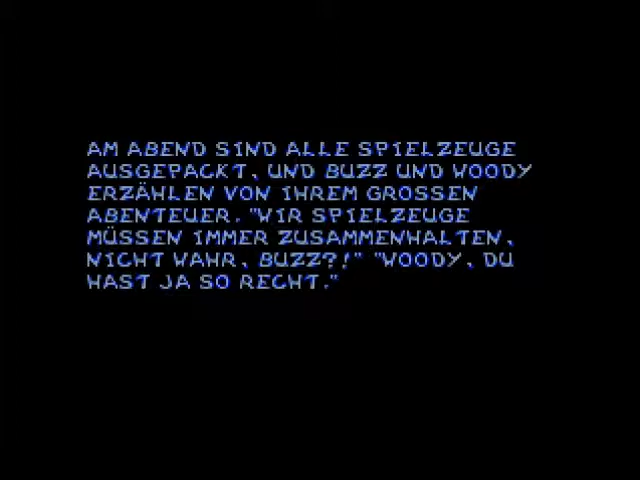 AM ABEND SIND ALLE SPIELZEUGE
AUSGEPACKT, UND BUZZ UND WOODY
ERZÄHLEN VON IHREM GROSSEN
ABENTEUER. "WIR SPIELZEUGE
MÜSSEN IMMER ZUSAMMENHALTEN,
NICHT WAHR, BUZZ?!" "WOODY, DU
HAST JA SO RECHT."